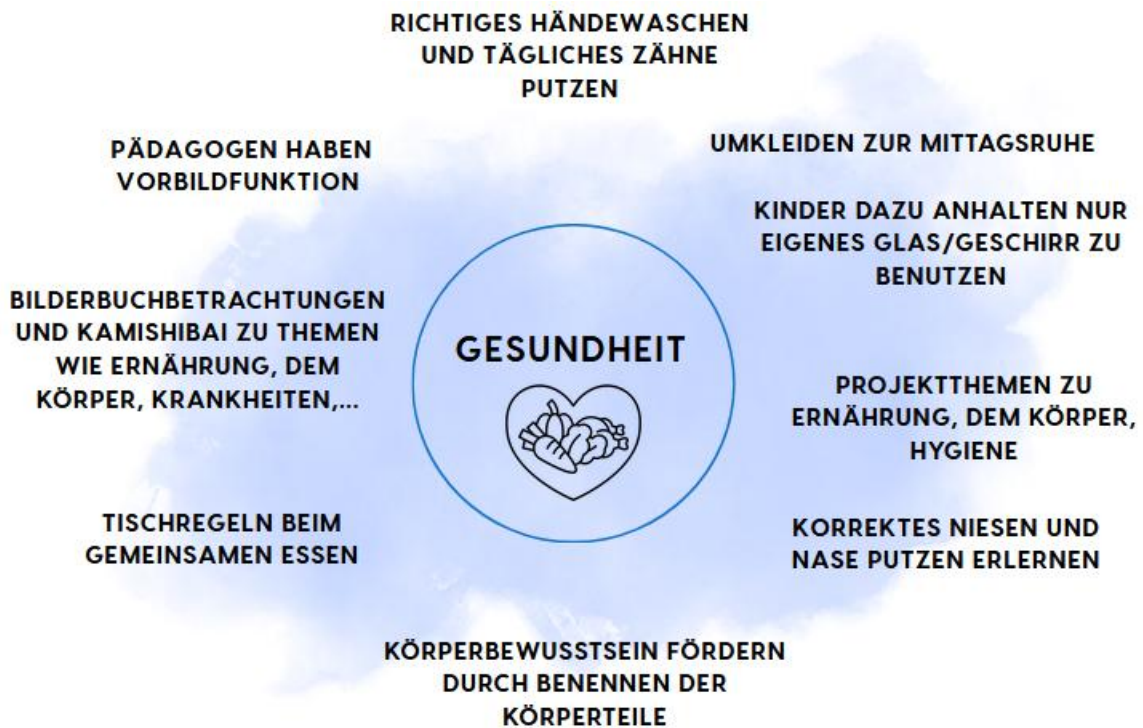 RICHTIGES HÄNDEWASCHEN
UND TÄGLICHES ZÄHNE
PUTZEN
PÄDAGOGEN HABEN
VORBILDFUNKTION
UMKLEIDEN ZUR MITTAGSRUHE
KINDER DAZU ANHALTEN NUR
EIGENES GLAS/GESCHIRR ZU
BENUTZEN
BILDERBUCHBETRACHTUNGEN
UND KAMISHIBAI ZU THEMEN
WIE ERNÄHRUNG, DEM
KÖRPER, KRANKHEITEN,...
GESUNDHEIT
PROJEKTTHEMEN ZU
ERNÄHRUNG, DEM KÖRPER,
HYGIENE
TISCHREGELN BEIM
GEMEINSAMEN ESSEN
KORREKTES NIESEN UND
NASE PUTZEN ERLERNEN
KÖRPERBEWUSSTSEIN FÖRDERN
DURCH BENENNEN DER
KÖRPERTEILE